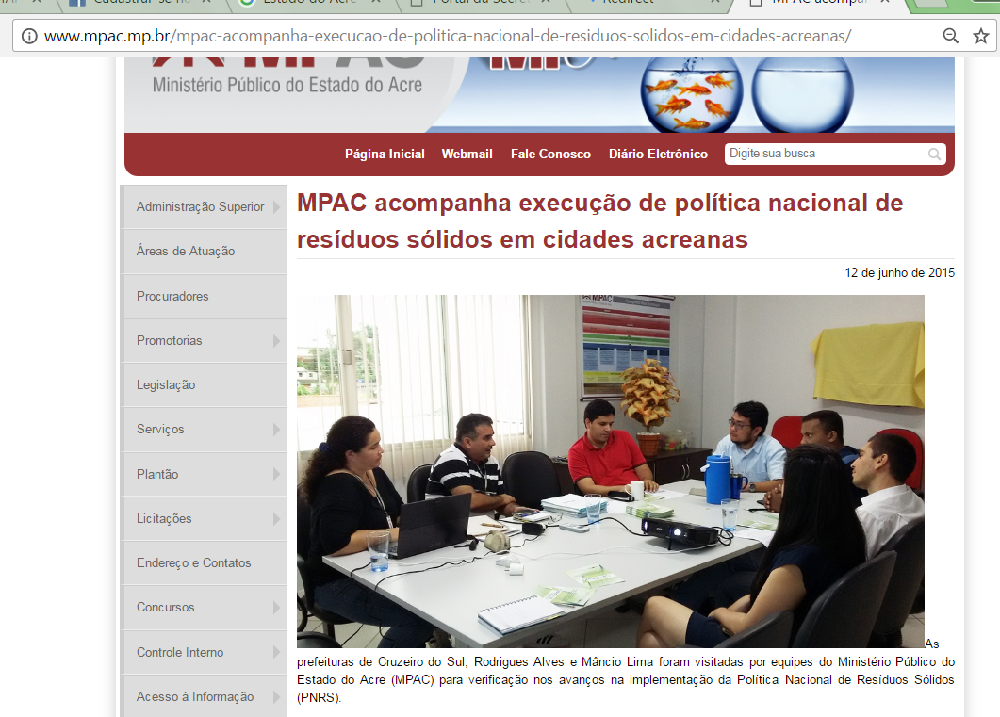 Cadastrar-se no
Estado do Acre
Portal da Secret
Redirect
MPAC acompan
www.mpac.mp.br/mpac-acompanha-execucao-de-politica-nacional-de-residuos-solidos-em-cidades-acreanas/
Ministério Público do Estado do Acre
Página Inicial Webmail Fale Conosco Diário Eletrônico Digite sua busca
Administração Superior
Áreas de Atuação
Procuradores
Promotorias
Legislação
Serviços
Plantão
Licitações
Endereço e Contatos
Concursos
Controle Interno
Acesso à Informação
MPAC acompanha execução de política nacional de
resíduos sólidos em cidades acreanas
12 de junho de 2015
MPAC
As
prefeituras de Cruzeiro do Sul, Rodrigues Alves e Mâncio Lima foram visitadas por equipes do Ministério Público do
Estado do Acre (MPAC) para verificação nos avanços na implementação da Política Nacional de Resíduos Sólidos
(PNRS).